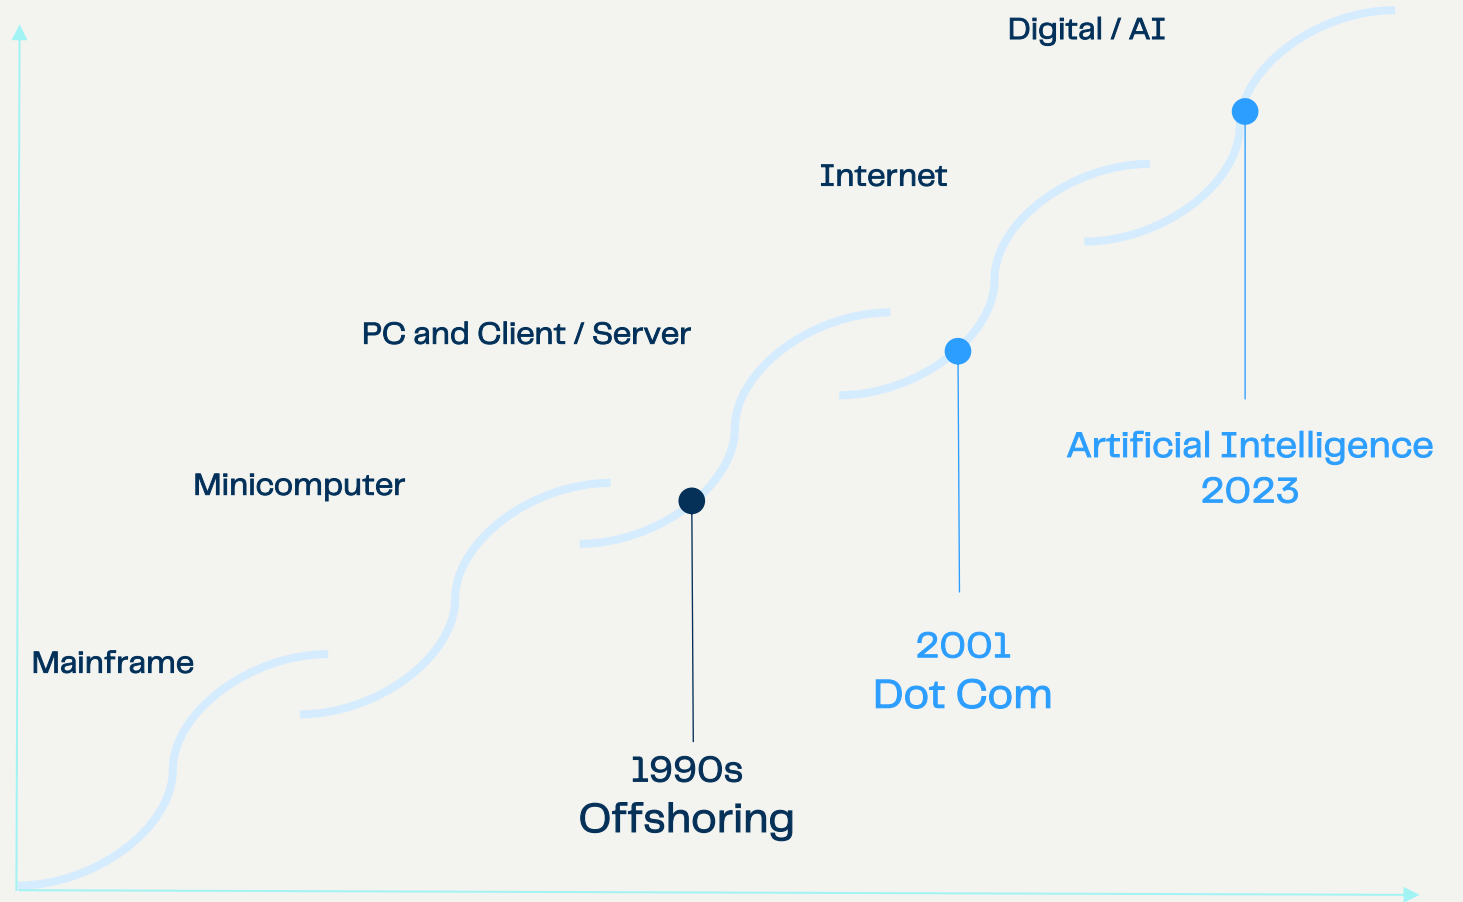 Digital / AI
Internet
PC and Client / Server
Artificial Intelligence
2023
Minicomputer
2001
Dot Com
Mainframe
1990s
Offshoring